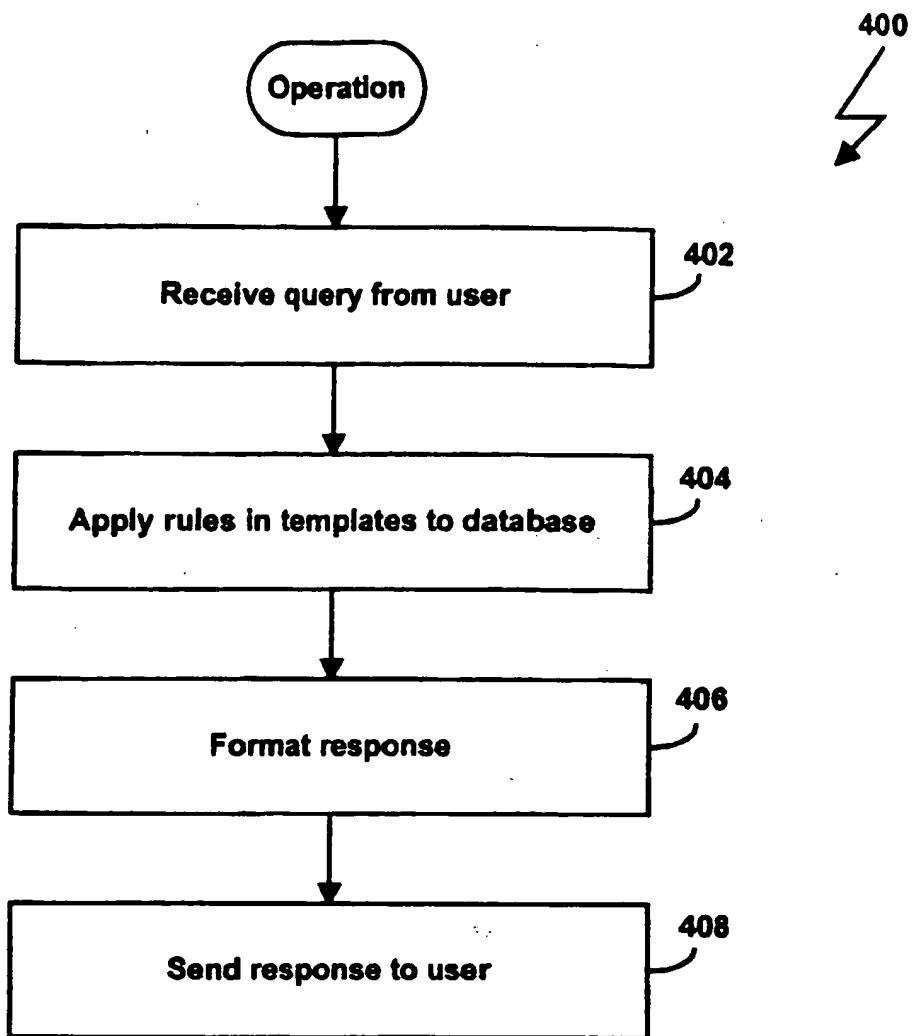 400
Operation
402
Receive query from user
404
Apply rules in templates to database
406
Format response
408
Send response to user